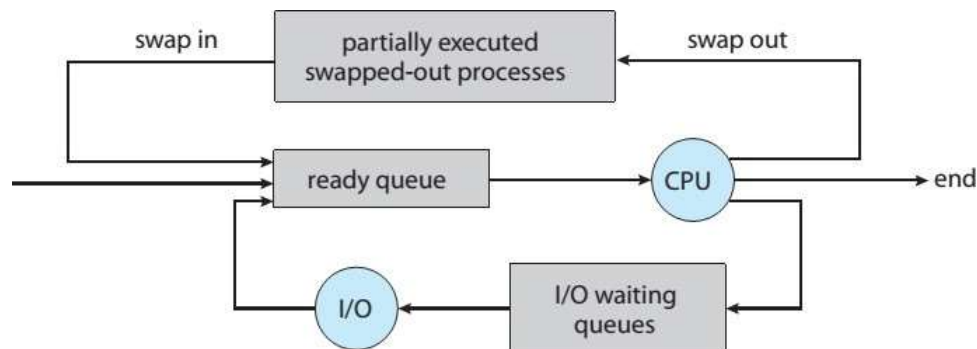 swap in
partially executed
swapped-out processes
swap out
ready queue
CPU
end
I/O
I/O waiting
queues